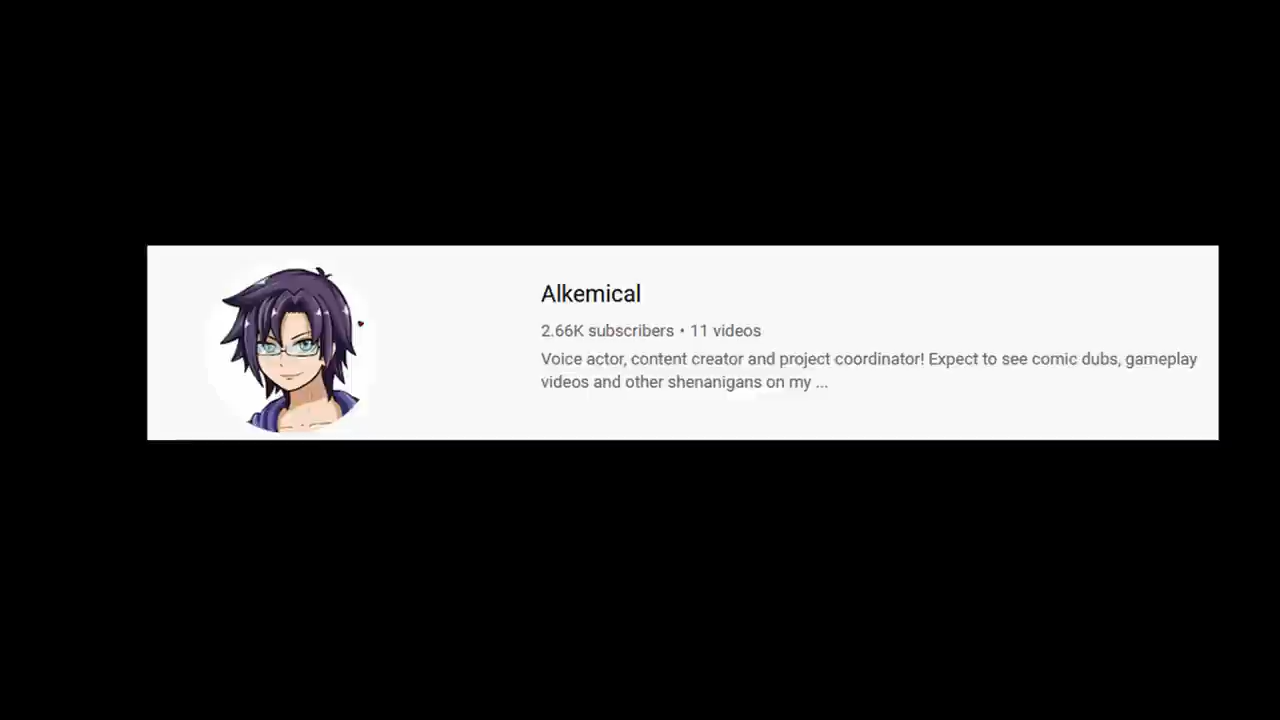 Alkemical
2.66K subscribers • 11 videos
Voice actor, content creator and project coordinator! Expect to see comic dubs, gameplay
videos and other shenanigans on my ...